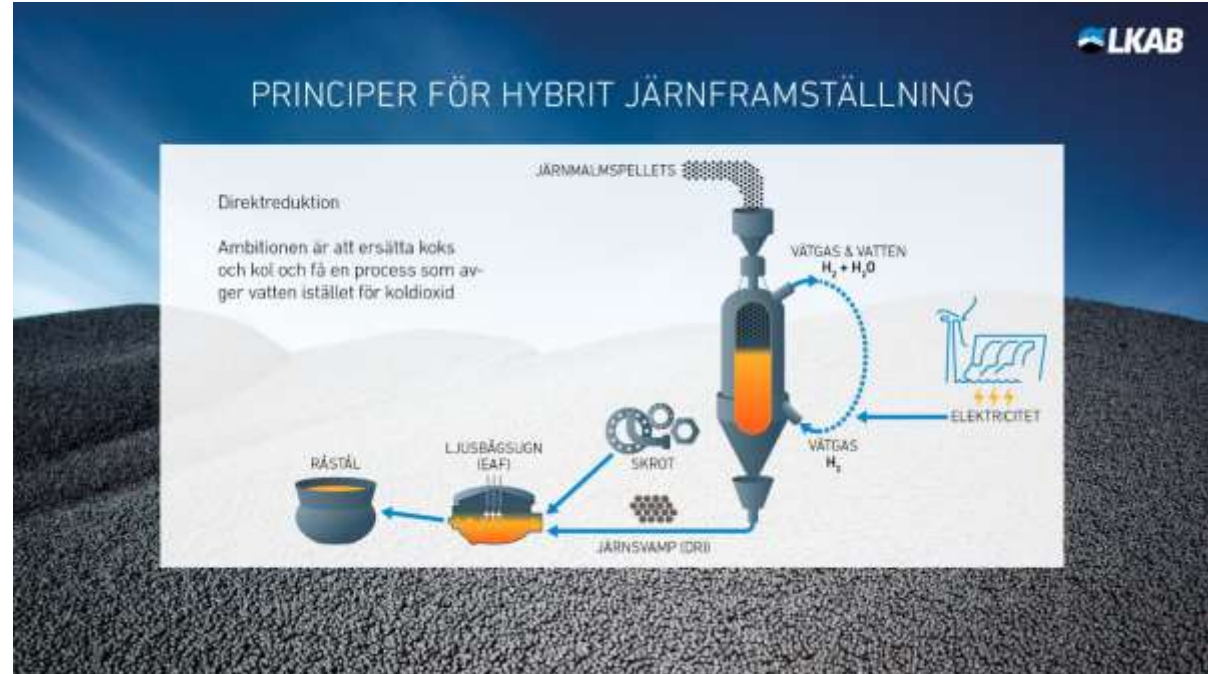 LKAB
PRINCIPER FÖR HYBRIT JÄRNFRAMSTÄLLNING
JÄRNMALMSPELLETS
Direktreduktion
Ambitionen är att ersätta koks
och kol och få en process som av-
ger vatten istället för koldioxid
VÄTGAS & VATTEN
H₂ + H₂O
ELEKTRICITET
VÄTGAS
H₂
SKROT
LJUSBÅGSUGN
(EAF)
RÅSTÅL
JÄRNSVAMP (DRI)